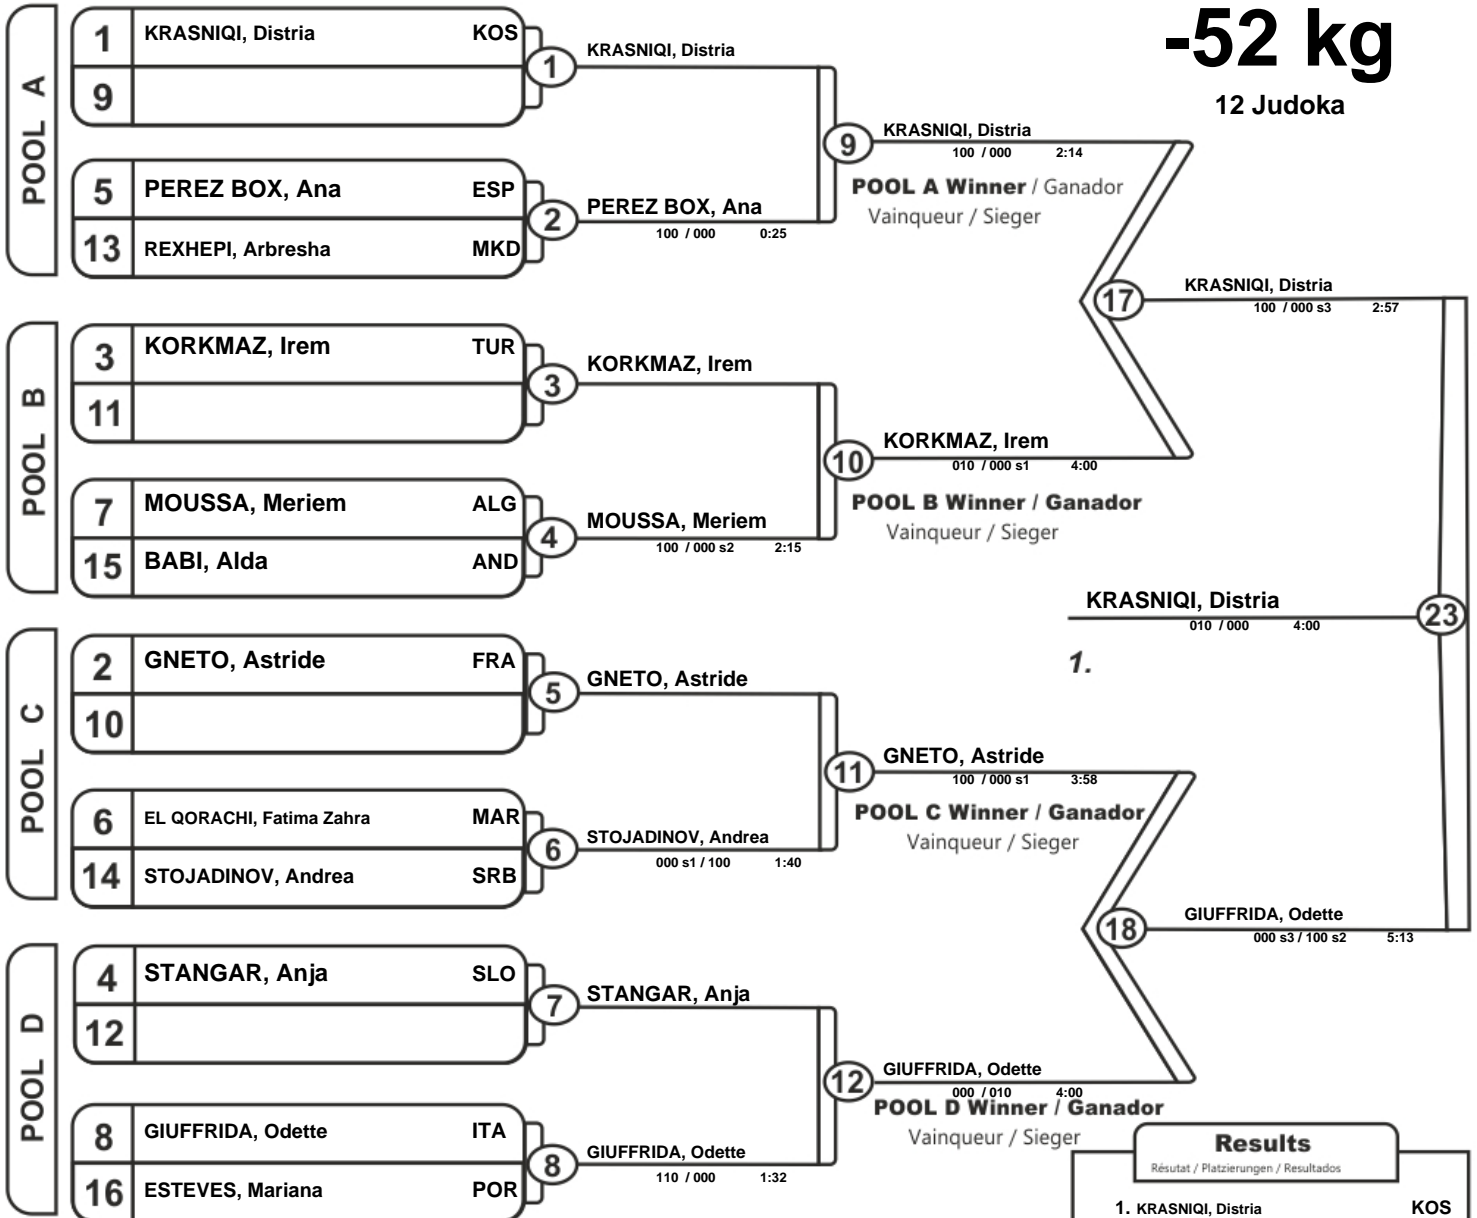 -52 kg
12 Judoka
POOL A
1 KRASNIQI, Distria KOS
9
1
KRASNIQI, Distria
5 PEREZ BOX, Ana ESP
13 REXHEPI, Arbresha MKD
2
PEREZ BOX, Ana
100 / 000 0:25
9
KRASNIQI, Distria
100 / 000 2:14
POOL A Winner / Ganador
Vainqueur / Sieger
POOL B
3 KORKMAZ, Irem TUR
11
3
KORKMAZ, Irem
7 MOUSSA, Meriem ALG
15 BABI, Alda AND
4
MOUSSA, Meriem
100 / 000 s2 2:15
10
KORKMAZ, Irem
010 / 000 s1 4:00
POOL B Winner / Ganador
Vainqueur / Sieger
17
KRASNIQI, Distria
100 / 000 s3 2:57
KRASNIQI, Distria
010 / 000 4:00
23
1.
POOL C
2 GNETO, Astride FRA
10
5
GNETO, Astride
6 EL QORACHI, Fatima Zahra MAR
14 STOJADINOV, Andrea SRB
6
STOJADINOV, Andrea
000 s1 / 100 1:40
11
GNETO, Astride
100 / 000 s1 3:58
POOL C Winner / Ganador
Vainqueur / Sieger
18
GIUFFRIDA, Odette
000 s3 / 100 s2 5:13
POOL D
4 STANGAR, Anja SLO
12
7
STANGAR, Anja
8 GIUFFRIDA, Odette ITA
16 ESTEVES, Mariana POR
8
GIUFFRIDA, Odette
110 / 000 1:32
12
GIUFFRIDA, Odette
000 / 010 4:00
POOL D Winner / Ganador
Vainqueur / Sieger
Results
Résutat / Platzierungen / Resultados
1. KRASNIQI, Distria KOS